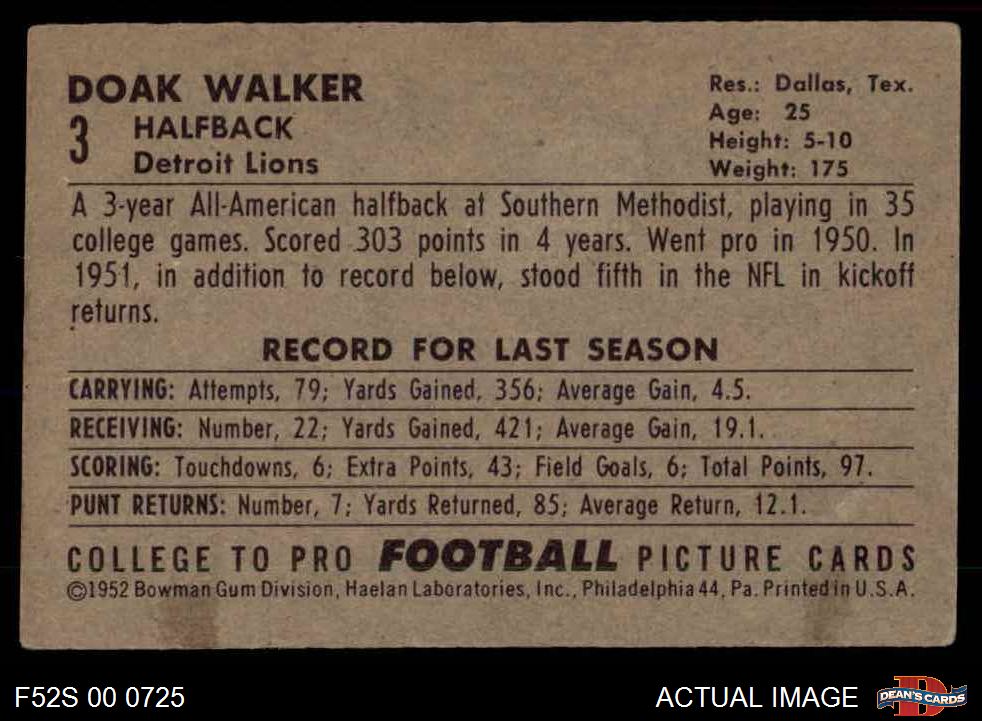 DOAK WALKER
3 HALFBACK
Detroit Lions
Res.: Dallas, Tex.
Age: 25
Height: 5-10
Weight: 175
A 3-year All-American halfback at Southern Methodist, playing in 35
college games. Scored 303 points in 4 years. Went pro in 1950. In
1951, in addition to record below, stood fifth in the NFL in kickoff
returns.
RECORD FOR LAST SEASON
CARRYING: Attempts, 79; Yards Gained, 356; Average Gain, 4.5.
RECEIVING: Number, 22; Yards Gained, 421; Average Gain, 19.1.
SCORING: Touchdowns, 6; Extra Points, 43; Field Goals, 6; Total Points, 97.
PUNT RETURNS: Number, 7; Yards Returned, 85; Average Return, 12.1.
COLLEGE TO PRO FOOTBALL PICTURE CARDS
©1952 Bowman Gum Division, Haelan Laboratories, Inc., Philadelphia 44, Pa. Printed in U.S.A.
F52S 00 0725
ACTUAL IMAGE
D
DEAN'S CARDS